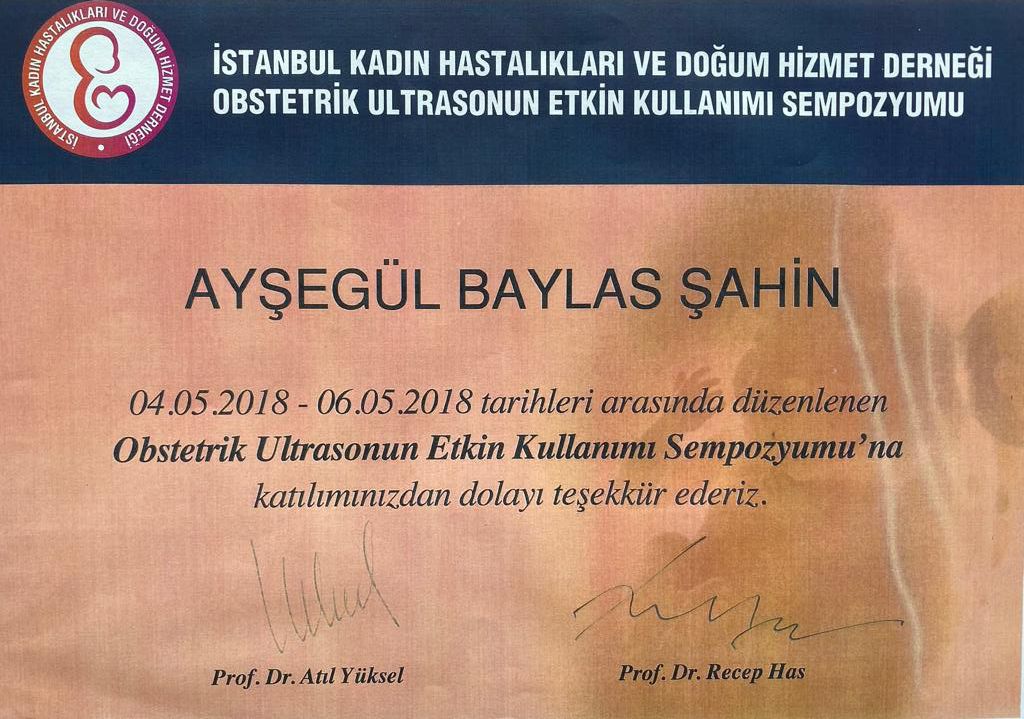 İSTANBUL KADIN HASTALIKLARI VE DOĞUM HİZMET DERNEĞİ
İSTANBUL KADIN HASTALIKLARI VE DOĞUM HİZMET DERNEĞİ
OBSTETRİK ULTRASONUN ETKİN KULLANIMI SEMPOZYUMU
AYŞEGÜL BAYLAS ŞAHİN
04.05.2018 - 06.05.2018 tarihleri arasında düzenlenen
Obstetrik Ultrasonun Etkin Kullanımı Sempozyumu'na
katılımınızdan dolayı teşekkür ederiz.
Prof. Dr. Atıl Yüksel
Prof. Dr. Recep Has